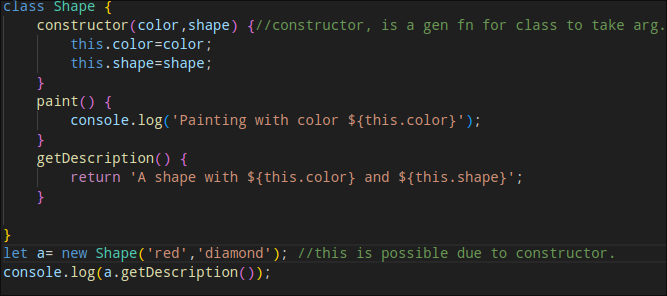 class Shape {
constructor(color,shape) {//constructor, is a gen fn for class to take arg.
this.color=color;
this.shape=shape;
}
paint() {
console.log('Painting with color ${this.color}');
}
getDescription() {
return 'A shape with ${this.color} and ${this.shape}';
}
}
let a= new Shape('red','diamond'); //this is possible due to constructor.
console.log(a.getDescription());